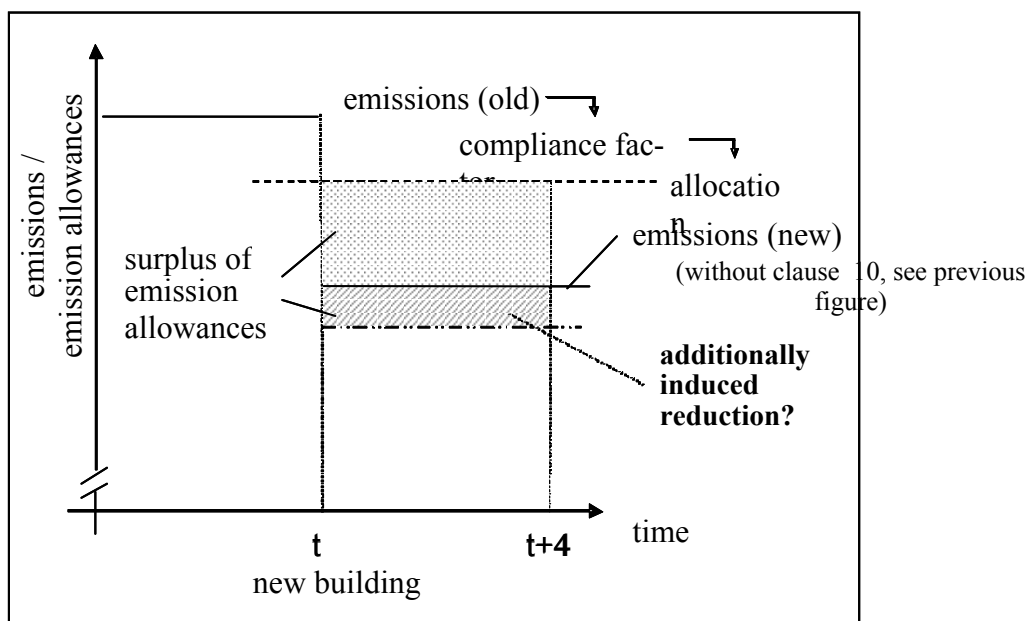 emissions /
emission allowances
emissions (old)
compliance fac-
tor
allocatio
n
emissions (new)
(without clause 10, see previous
figure)
surplus of
emission
allowances
additionally
induced
reduction?
time
t
t+4
new building